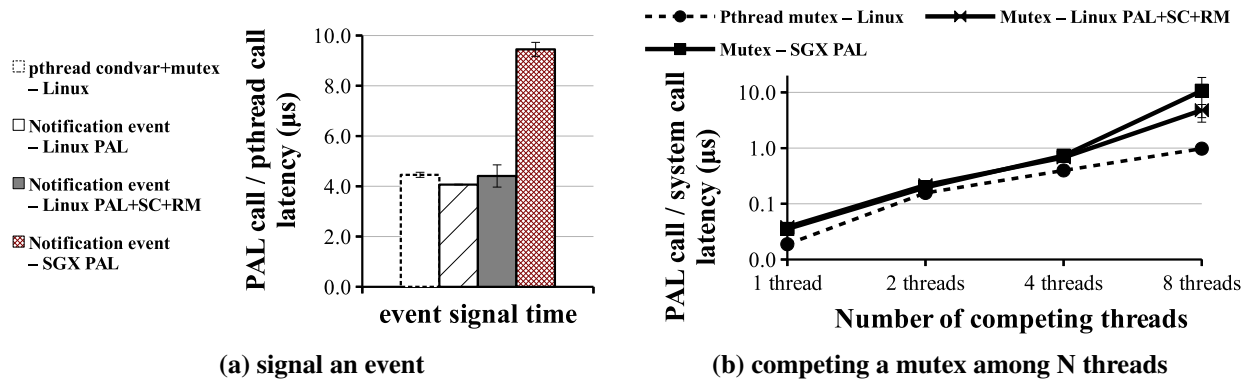 pthread condvar+mutex
– Linux
Notification event
– Linux PAL
Notification event
– Linux PAL+SC+RM
Notification event
– SGX PAL
PAL call / pthread call
latency (μs)
10.0
8.0
6.0
4.0
2.0
0.0
event signal time
(a) signal an event
Pthread mutex – Linux
Mutex – Linux PAL+SC+RM
Mutex – SGX PAL
PAL call / system call
latency (μs)
10.0
1.0
0.1
0.0
1 thread
2 threads
4 threads
8 threads
Number of competing threads
(b) competing a mutex among N threads